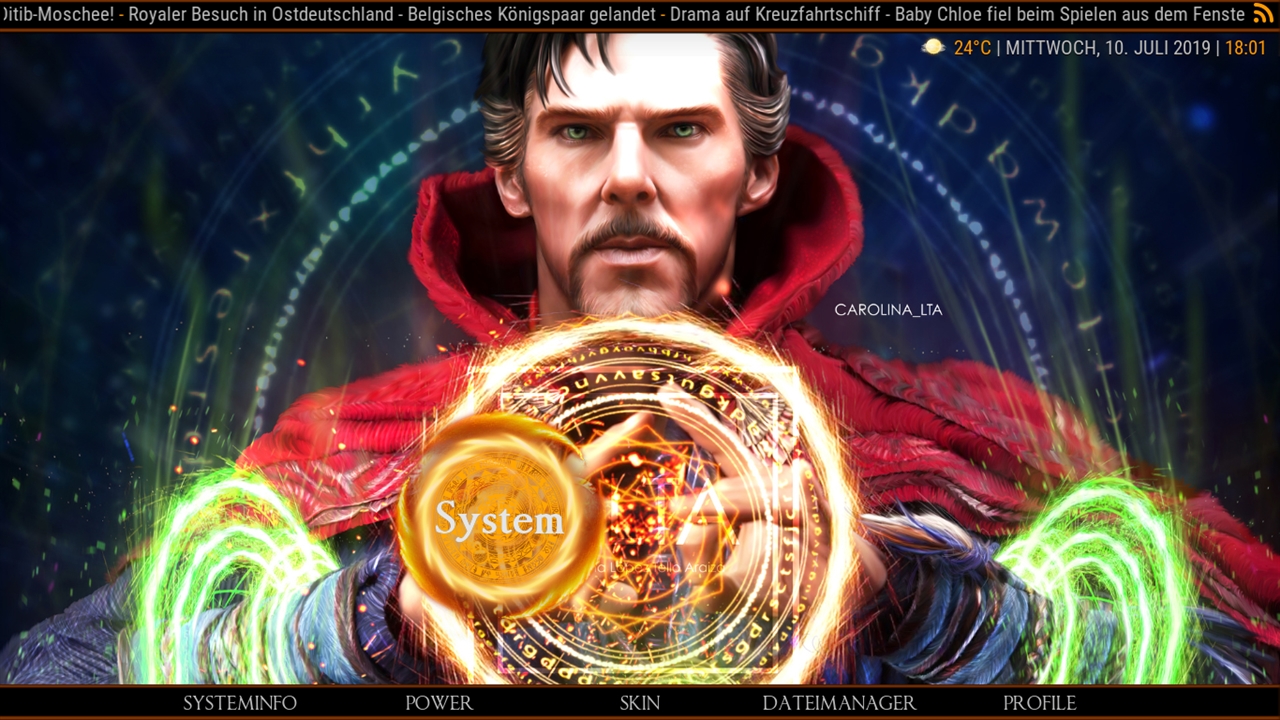 Ditib-Moschee! - Royaler Besuch in Ostdeutschland - Belgisches Königspaar gelandet - Drama auf Kreuzfahrtschiff - Baby Chloe fiel beim Spielen aus dem Fenste
24°C | MITTWOCH, 10. JULI 2019 | 18:01
CAROLINA_LTA
System
SYSTEMINFO POWER SKIN DATEIMANAGER PROFILE